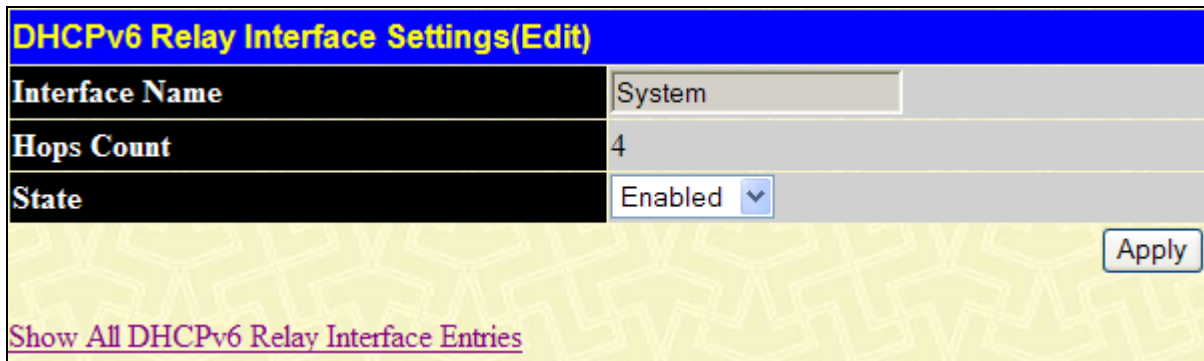 DHCPv6 Relay Interface Settings(Edit)
Interface Name System
Hops Count 4
State Enabled
Apply
Show All DHCPv6 Relay Interface Entries